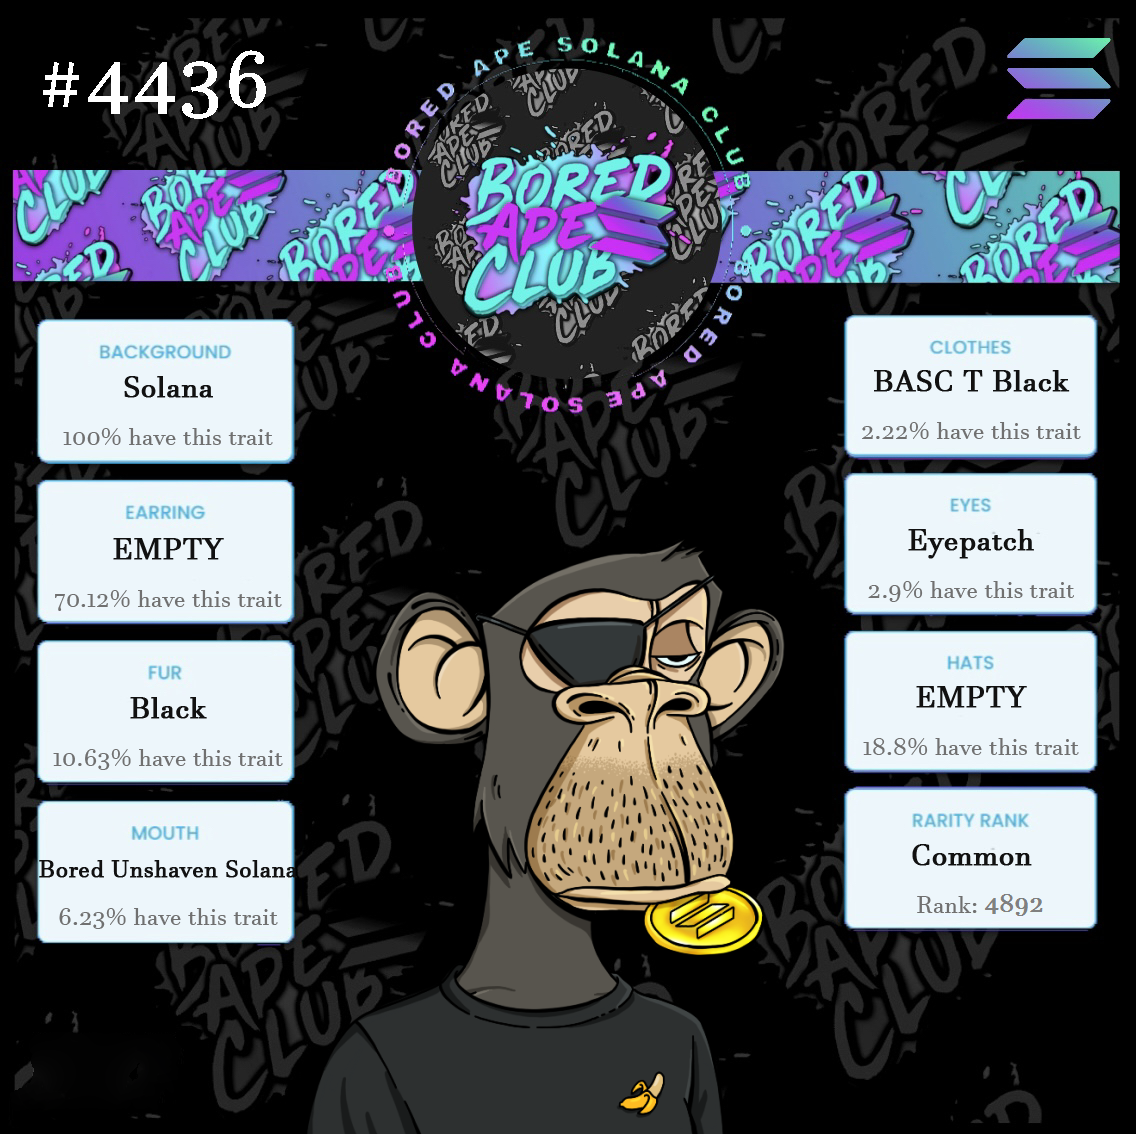 #4436
BORED APE SOLANA CLUB
BORED APE SOLANA CLUB
BORED
APE
CLUB
BACKGROUND
Solana
100% have this trait
EARRING
EMPTY
70.12% have this trait
FUR
Black
10.63% have this trait
MOUTH
Bored Unshaven Solana
6.23% have this trait
CLOTHES
BASC T Black
2.22% have this trait
EYES
Eyepatch
2.9% have this trait
HATS
EMPTY
18.8% have this trait
RARITY RANK
Common
Rank: 4892